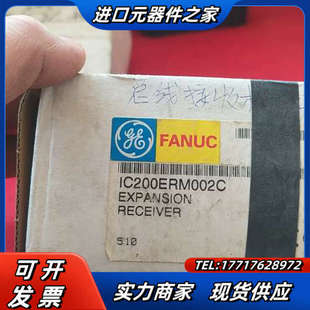 进口元器件之家
GE
FANUC
IC200ERM002C
EXPANSION
RECEIVER
510
可开发票
TEL:17717628972
实力商家 现货供应